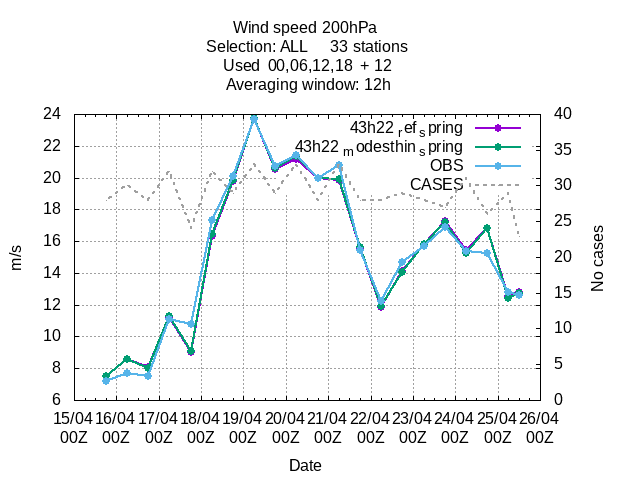 Wind speed 200hPa
Selection: ALL 33 stations
Used 00,06,12,18 + 12
Averaging window: 12h
43h22 ref spring
43h22 modesthin spring
OBS
CASES
24
22
20
18
16
14
12
10
8
6
m/s
40
35
30
25
20
15
10
5
0
No cases
15/04 16/04 17/04 18/04 19/04 20/04 21/04 22/04 23/04 24/04 25/04 26/04
00Z 00Z 00Z 00Z 00Z 00Z 00Z 00Z 00Z 00Z 00Z 00Z
Date